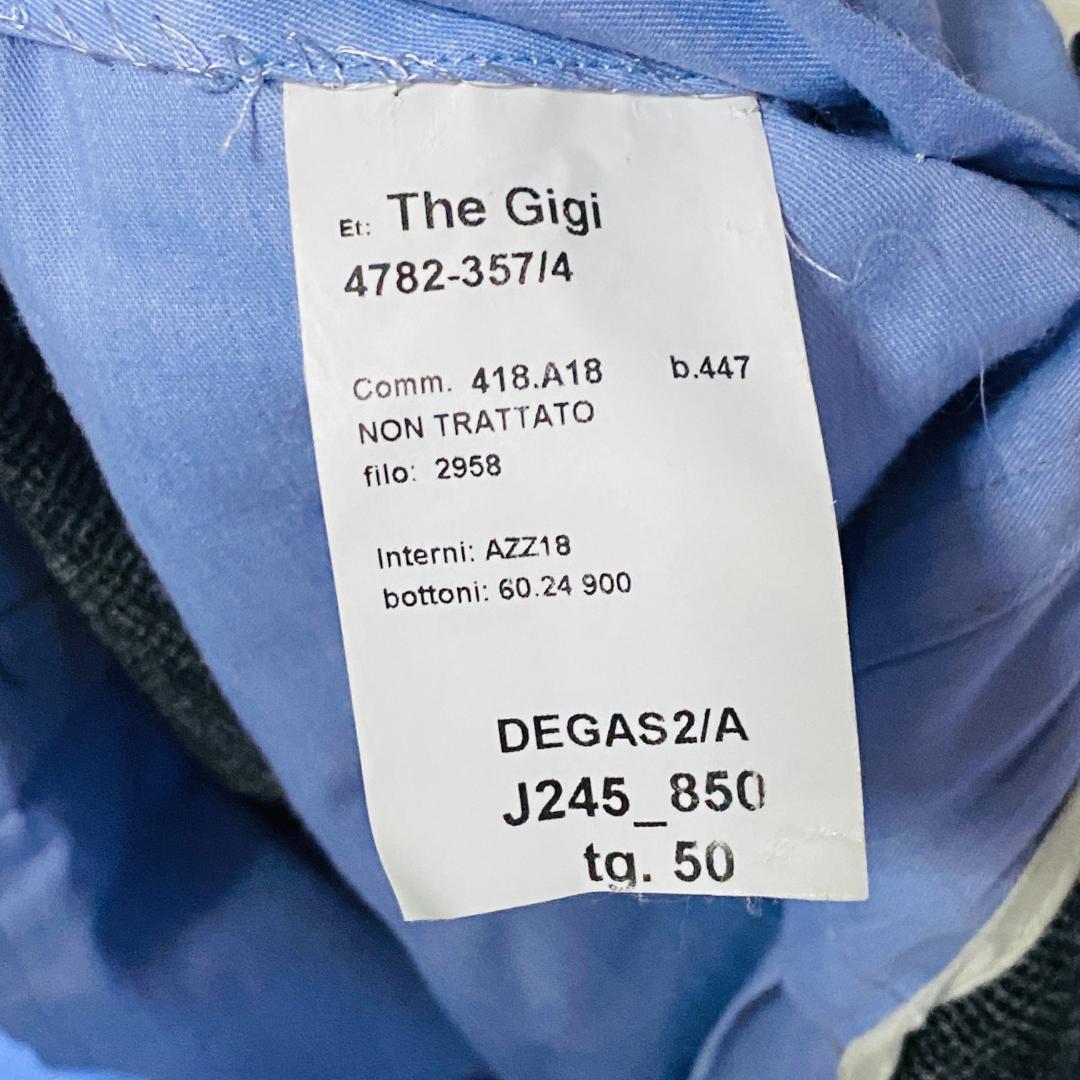 Et: The Gigi
4782-357/4
Comm. 418.A18 b.447
NON TRATTATO
filo: 2958
Interni: AZZ18
bottoni: 60.24 900
DEGAS2/A
J245_850
tg. 50